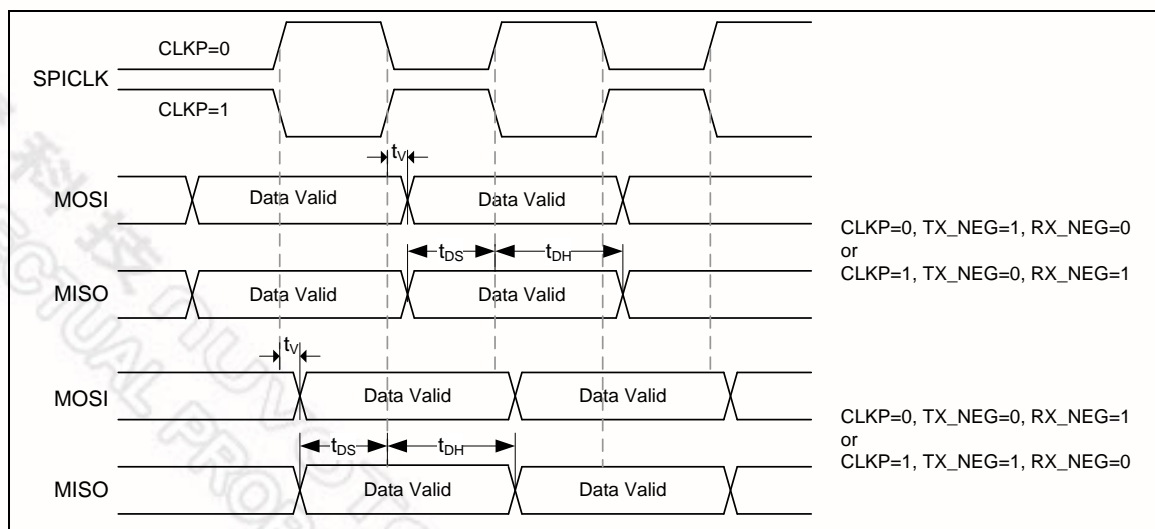 CLKP=0
SPICLK
CLKP=1
tV
MOSI
Data Valid
Data Valid
CLKP=0, TX_NEG=1, RX_NEG=0
or
CLKP=1, TX_NEG=0, RX_NEG=1
tDS
tDH
MISO
Data Valid
Data Valid
tV
MOSI
Data Valid
Data Valid
CLKP=0, TX_NEG=0, RX_NEG=1
or
CLKP=1, TX_NEG=1, RX_NEG=0
tDS
tDH
MISO
Data Valid
Data Valid
科技